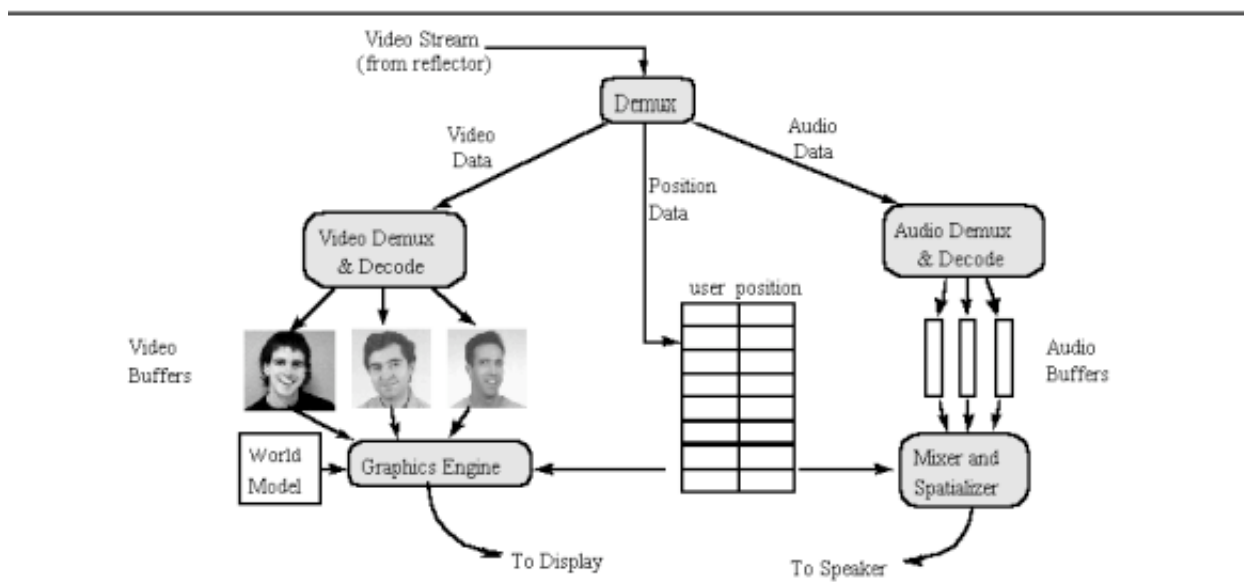 Video Stream
(from reflector)
Demux
Video
Data
Audio
Data
Position
Data
Video Demux
& Decode
Audio Demux
& Decode
user position
Video
Buffers
Audio
Buffers
World
Model
Graphics Engine
Mixer and
Spatializer
To Display
To Speaker